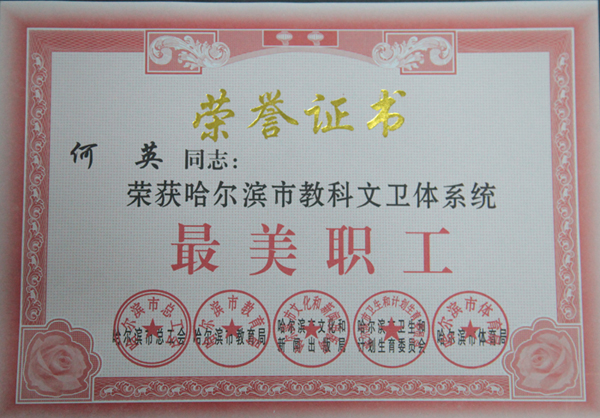 荣誉证书
何英 同志：
荣获哈尔滨市教科文卫体系统
最美职工
哈尔滨市总工会 哈尔滨市教育局 哈尔滨市文化和新闻出版局 哈尔滨市卫生和计划生育委员会 哈尔滨市体育局